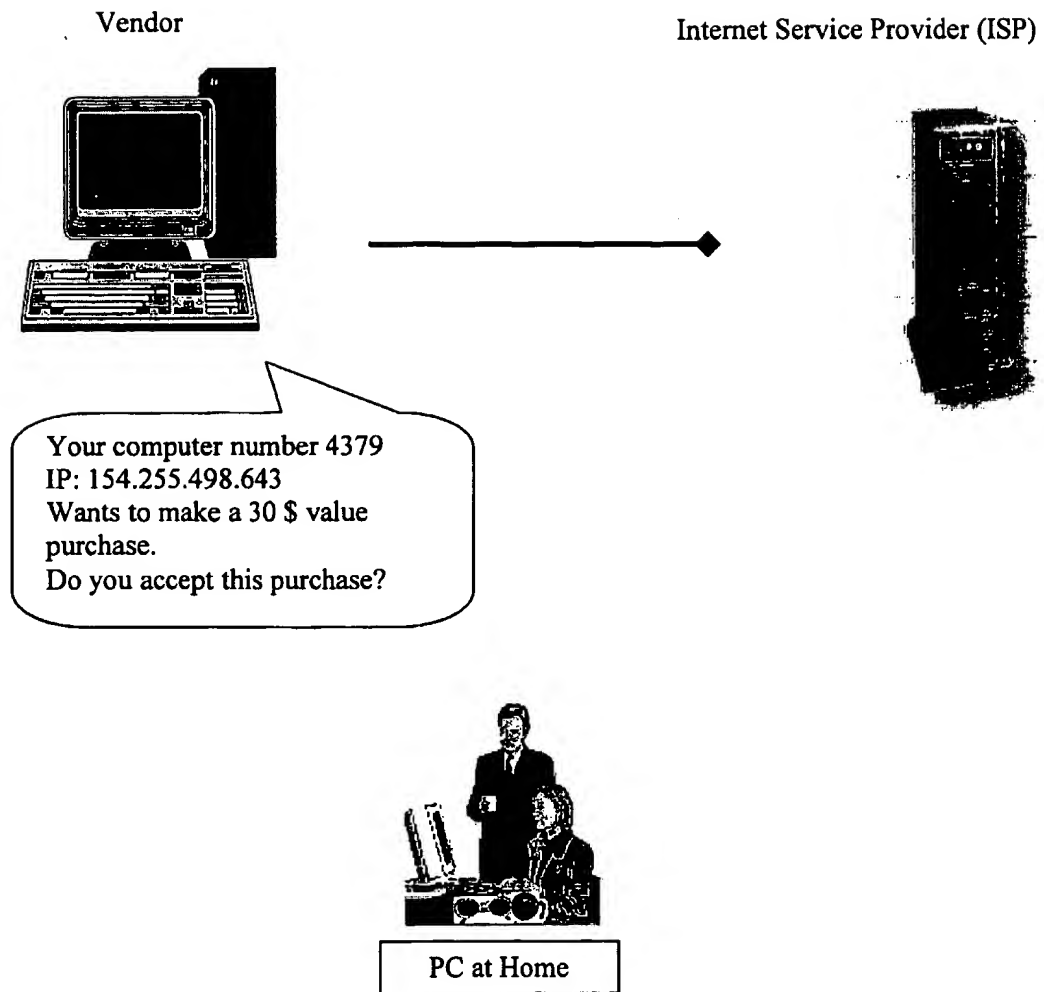 Vendor
Internet Service Provider (ISP)
Your computer number 4379
IP: 154.255.498.643
Wants to make a 30 $ value
purchase.
Do you accept this purchase?
PC at Home